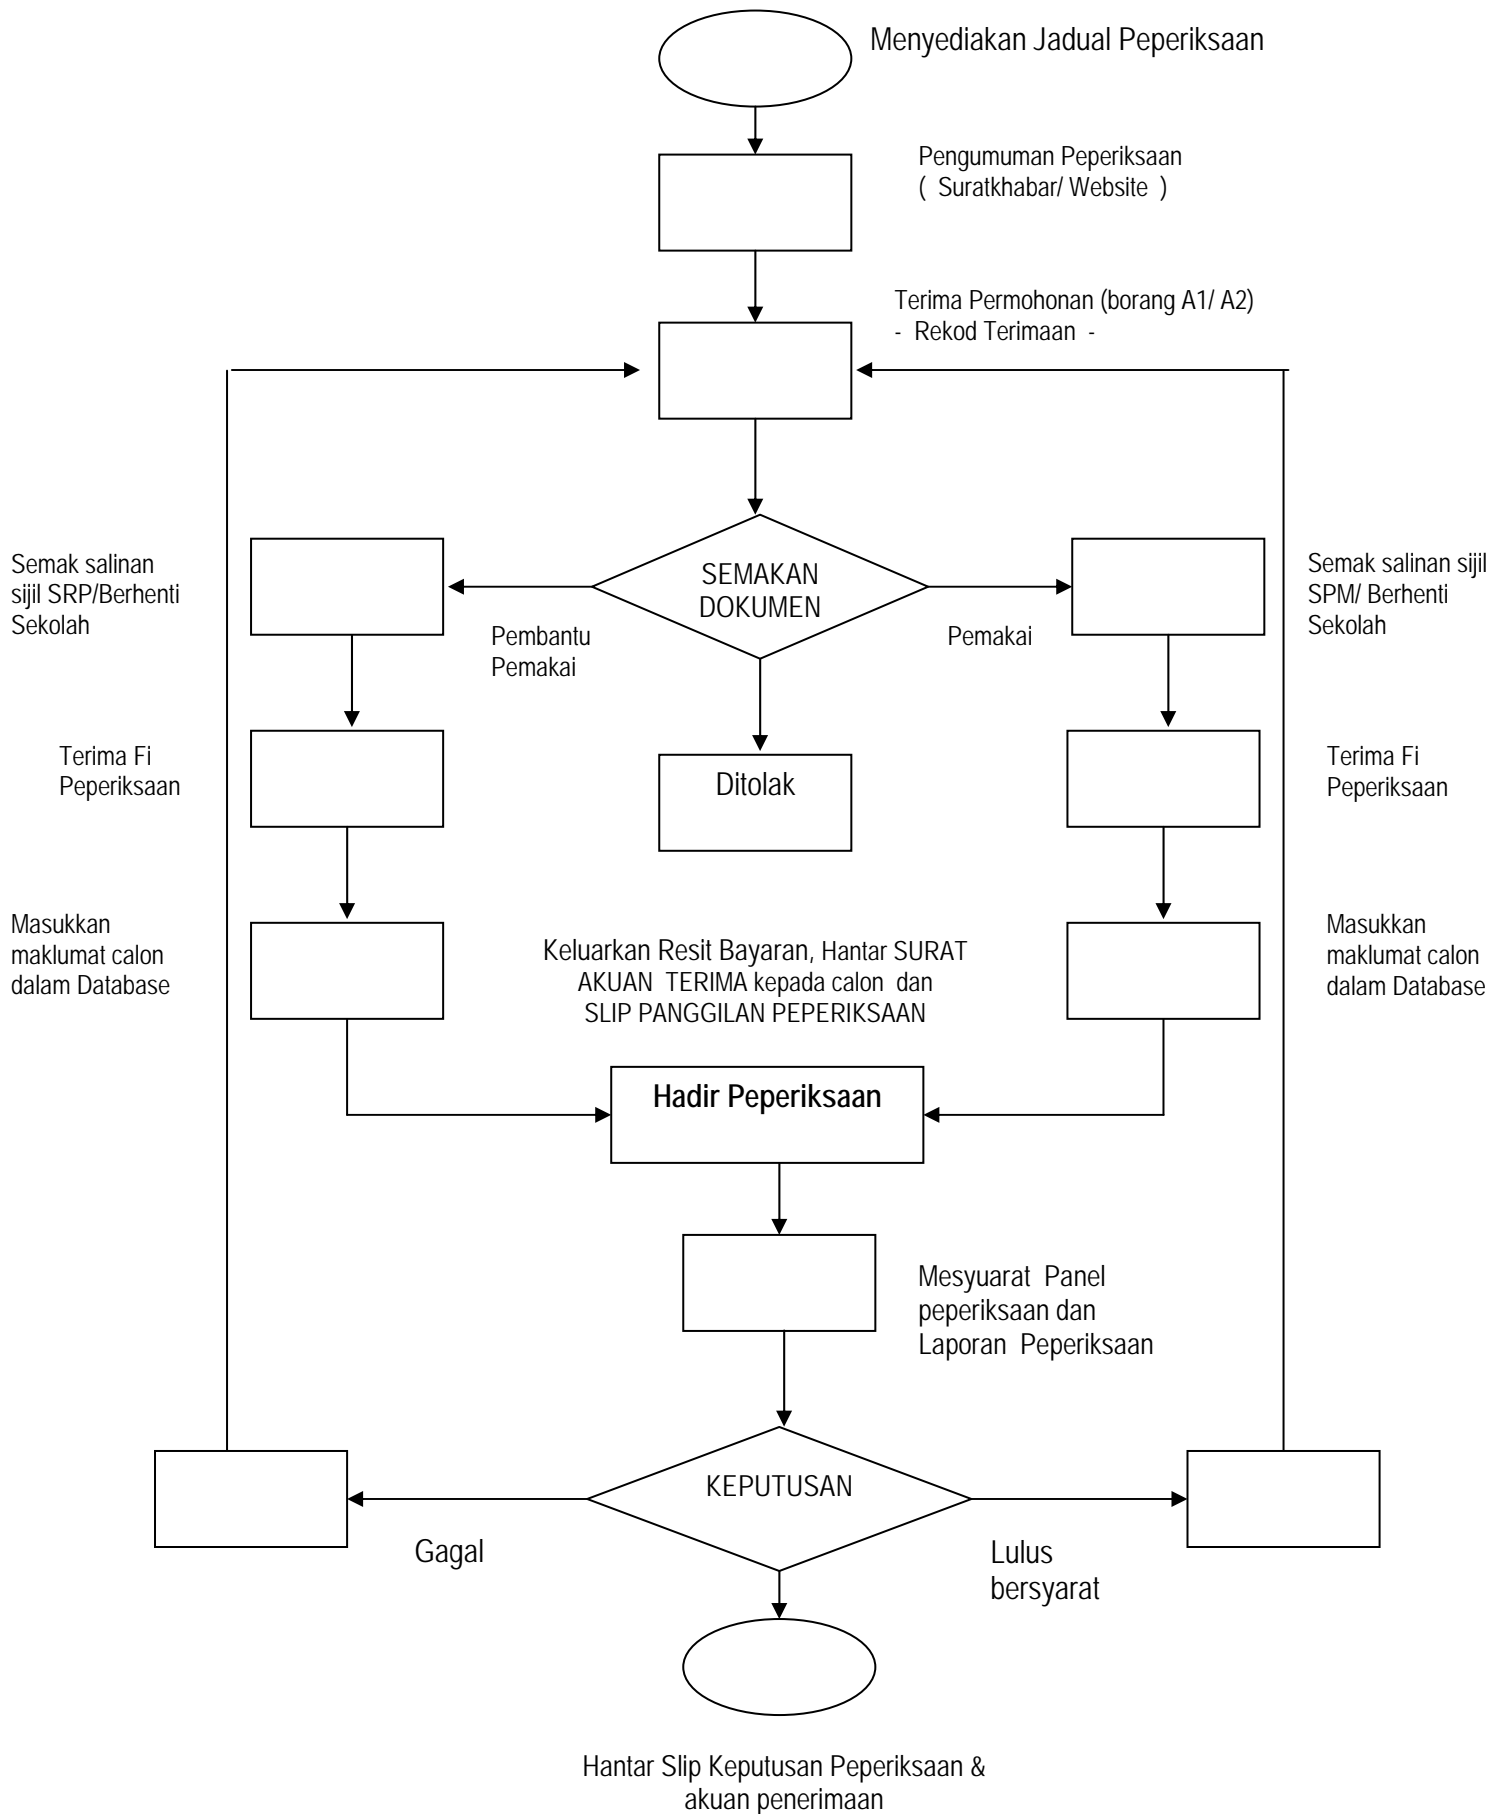 Menyediakan Jadual Peperiksaan
Pengumuman Peperiksaan
( Suratkhabar/ Website )
Terima Permohonan (borang A1/ A2)
- Rekod Terimaan -
Semak salinan
sijil SRP/Berhenti
Sekolah
SEMAKAN
DOKUMEN
Semak salinan sijil
SPM/ Berhenti
Sekolah
Pembantu
Pemakai
Pemakai
Terima Fi
Peperiksaan
Ditolak
Terima Fi
Peperiksaan
Masukkan
maklumat calon
dalam Database
Keluarkan Resit Bayaran, Hantar SURAT
AKUAN TERIMA kepada calon dan
SLIP PANGGILAN PEPERIKSAAN
Masukkan
maklumat calon
dalam Database
Hadir Peperiksaan
Mesyuarat Panel
peperiksaan dan
Laporan Peperiksaan
KEPUTUSAN
Gagal
Lulus
bersyarat
Hantar Slip Keputusan Peperiksaan &
akuan penerimaan